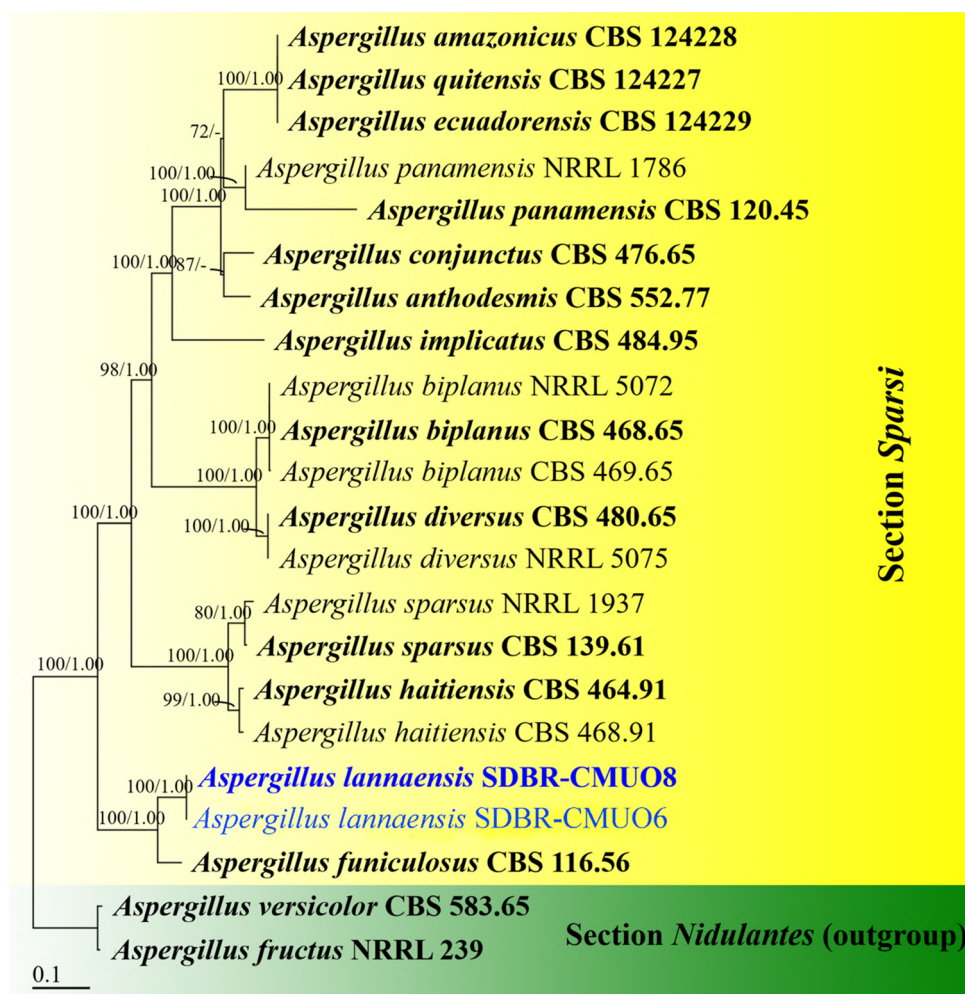 Aspergillus amazonicus CBS 124228
100/1.00
Aspergillus quitensis CBS 124227
Aspergillus ecuadorensis CBS 124229
72/-
Aspergillus panamensis NRRL 1786
100/1.00
100/1.00
Aspergillus panamensis CBS 120.45
Aspergillus conjunctus CBS 476.65
100/1.00
87/-
Aspergillus anthodesmis CBS 552.77
Aspergillus implicatus CBS 484.95
98/1.00
Aspergillus biplanus NRRL 5072
100/1.00
Aspergillus biplanus CBS 468.65
Aspergillus biplanus CBS 469.65
100/1.00
Aspergillus diversus CBS 480.65
100/1.00
100/1.00
Aspergillus diversus NRRL 5075
Aspergillus sparsus NRRL 1937
80/1.00
Aspergillus sparsus CBS 139.61
100/1.00
100/1.00
Aspergillus haitiensis CBS 464.91
99/1.00
Aspergillus haitiensis CBS 468.91
Aspergillus lannaensis SDBR-CMUO8
100/1.00
Aspergillus lannaensis SDBR-CMUO6
100/1.00
Aspergillus funiculosus CBS 116.56
Section Sparsi
Aspergillus versicolor CBS 583.65
Aspergillus fructus NRRL 239
Section Nidulantes (outgroup)
0.1